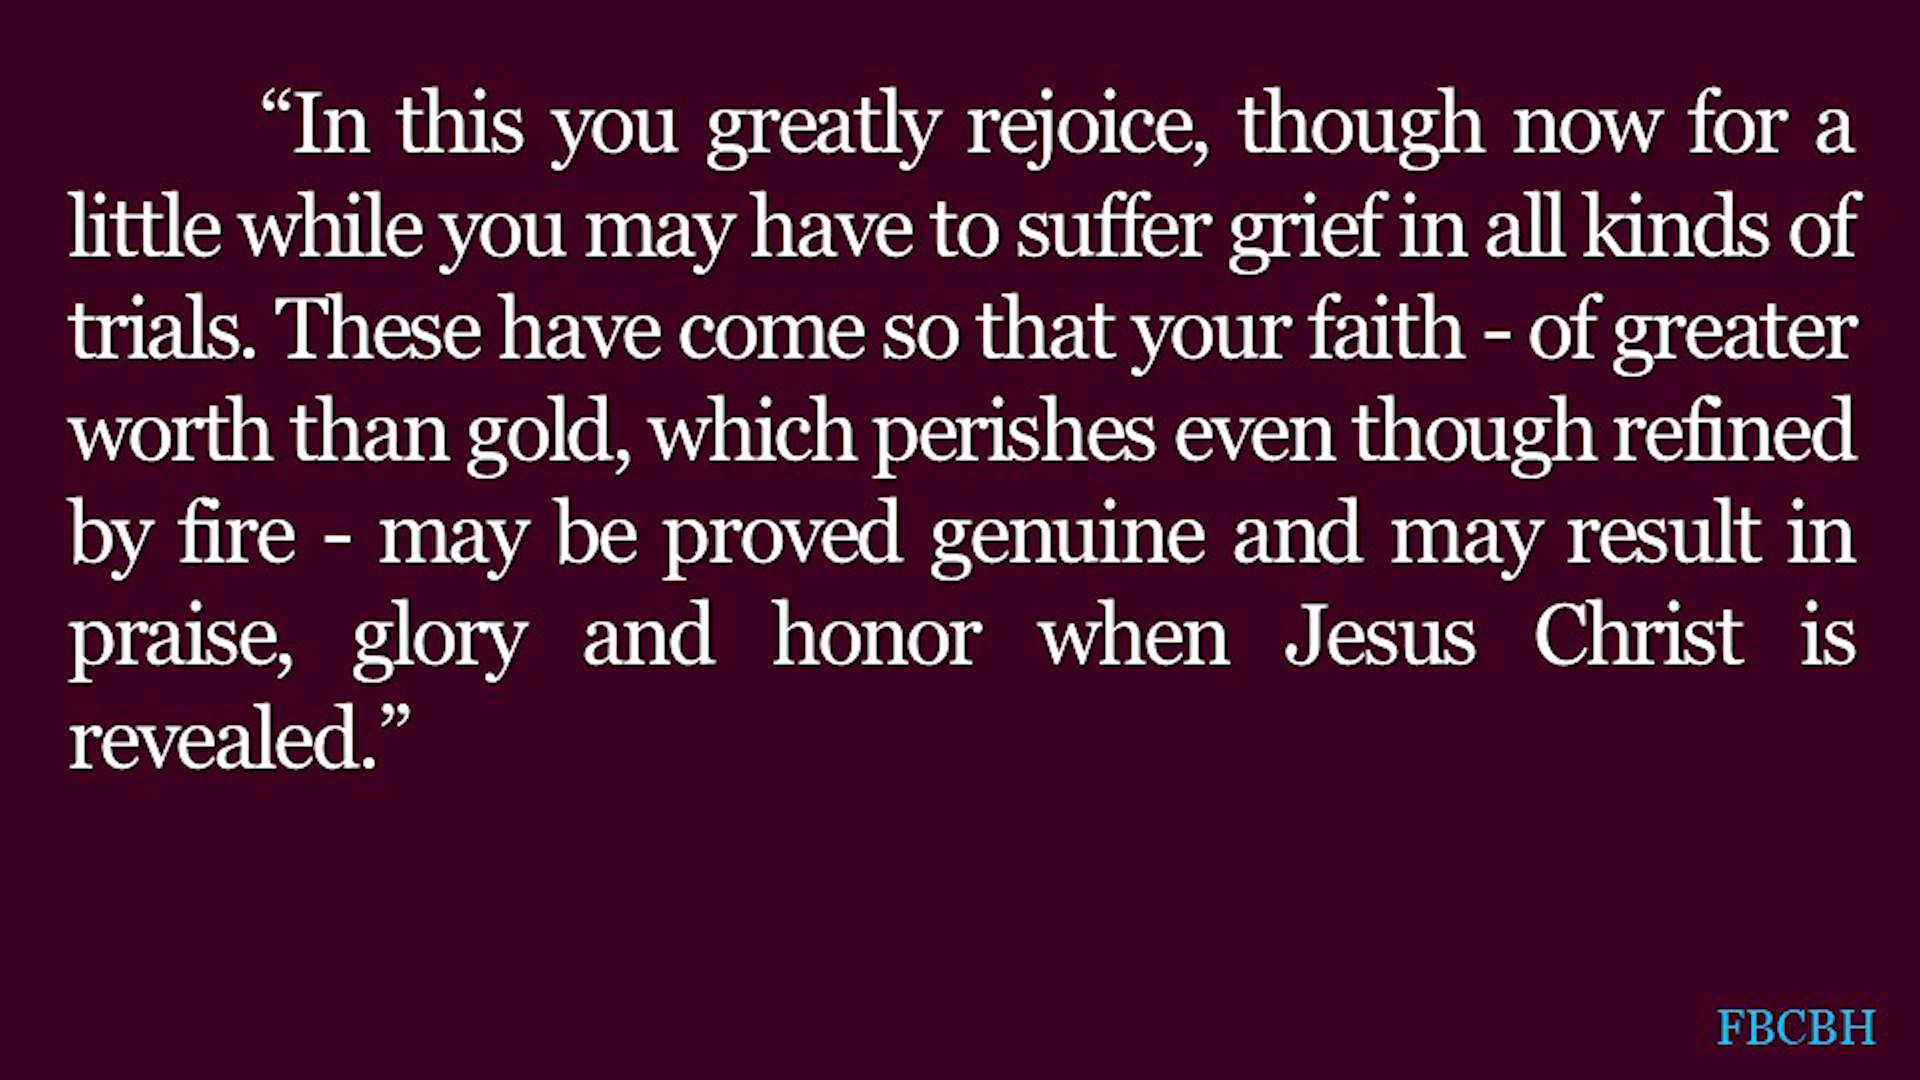 “In this you greatly rejoice, though now for a
little while you may have to suffer grief in all kinds of
trials. These have come so that your faith - of greater
worth than gold, which perishes even though refined
by fire - may be proved genuine and may result in
praise, glory and honor when Jesus Christ is
revealed.”
FBCBH